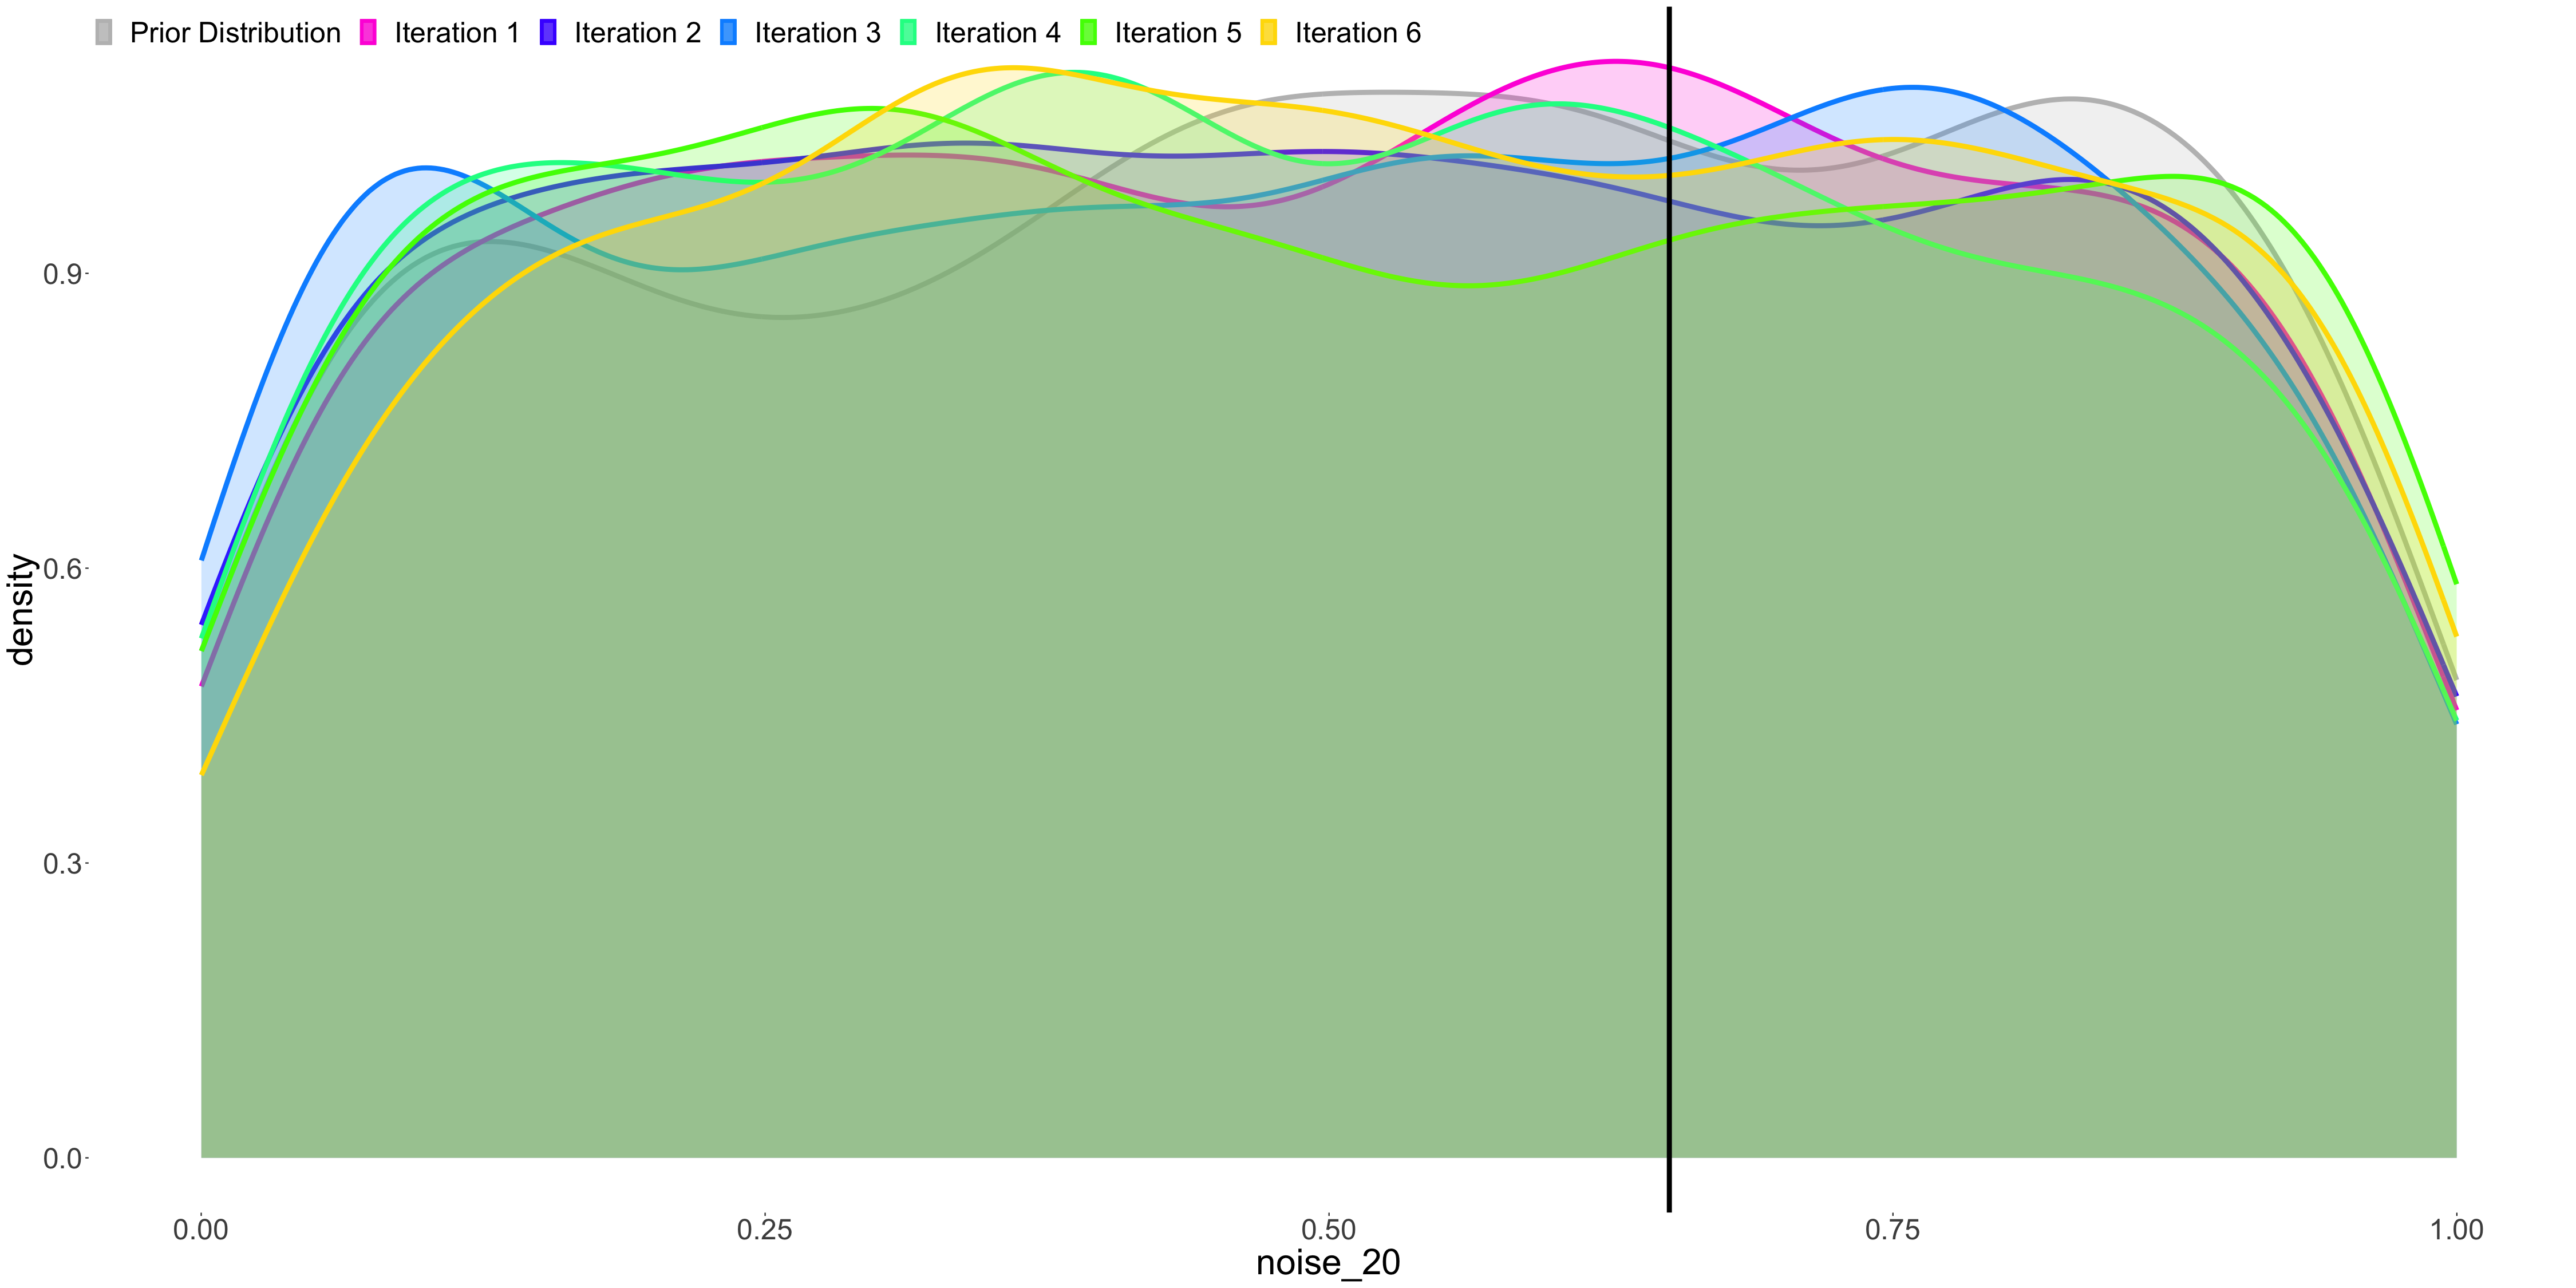 Prior Distribution Iteration 1 Iteration 2 Iteration 3 Iteration 4 Iteration 5 Iteration 6
0.9
0.6
0.3
0.0
density
0.00 0.25 0.50 0.75 1.00
noise_20